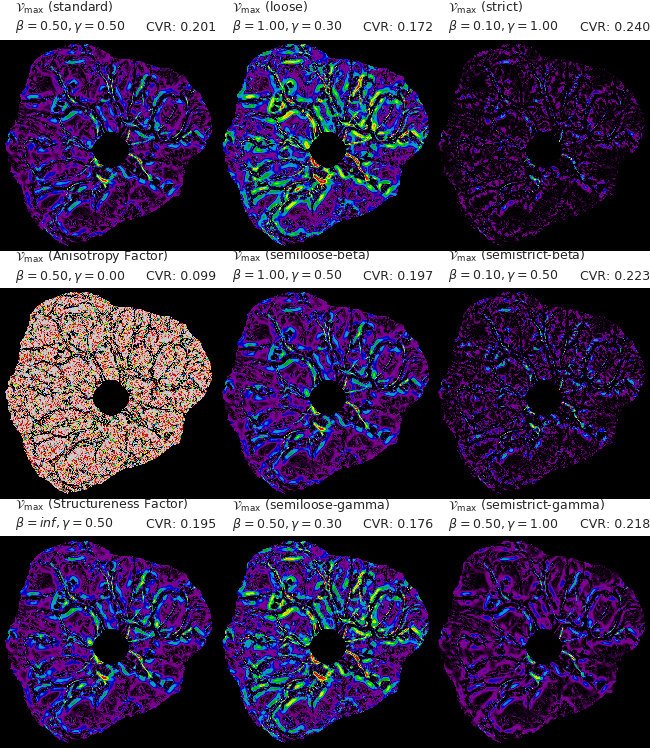 𝒱max (standard)
β = 0.50, γ = 0.50 CVR: 0.201
𝒱max (loose)
β = 1.00, γ = 0.30 CVR: 0.172
𝒱max (strict)
β = 0.10, γ = 1.00 CVR: 0.240
𝒱max (Anisotropy Factor)
β = 0.50, γ = 0.00 CVR: 0.099
𝒱max (semiloose-beta)
β = 1.00, γ = 0.50 CVR: 0.197
𝒱max (semistrict-beta)
β = 0.10, γ = 0.50 CVR: 0.223
𝒱max (Structureness Factor)
β = inf, γ = 0.50 CVR: 0.195
𝒱max (semiloose-gamma)
β = 0.50, γ = 0.30 CVR: 0.176
𝒱max (semistrict-gamma)
β = 0.50, γ = 1.00 CVR: 0.218